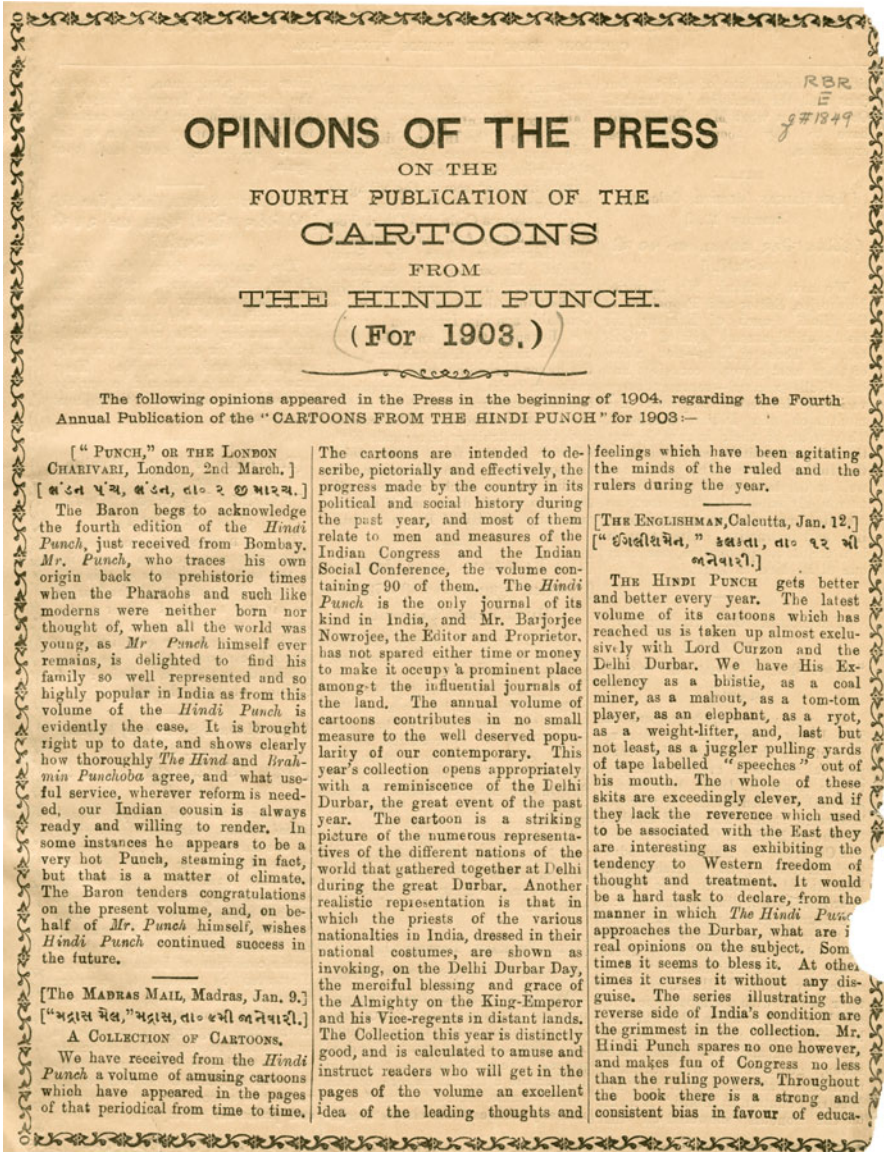 RBR
E
g#1849
OPINIONS OF THE PRESS
ON THE
FOURTH PUBLICATION OF THE
CARTOONS
FROM
THE HINDI PUNCH.
(For 1903.)
The following opinions appeared in the Press in the beginning of 1904, regarding the Fourth
Annual Publication of the "CARTOONS FROM THE HINDI PUNCH" for 1903:—
[" PUNCH," OR THE LONDON
CHARIVARI, London, 2nd March. ]
[ લંડન પંચ, લંડન, તા૦ ૨ જી મારચ. ]
The Baron begs to acknowledge
the fourth edition of the Hindi
Punch, just received from Bombay.
Mr. Punch, who traces his own
origin back to prehistoric times
when the Pharaohs and such like
moderns were neither born nor
thought of, when all the world was
young, as Mr Punch himself ever
remains, is delighted to find his
family so well represented and so
highly popular in India as from this
volume of the Hindi Punch is
evidently the case. It is brought
right up to date, and shows clearly
how thoroughly The Hind and Brah-
min Punchoba agree, and what use-
ful service, wherever reform is need-
ed, our Indian cousin is always
ready and willing to render. In
some instances he appears to be a
very hot Punch, steaming in fact,
but that is a matter of climate.
The Baron tenders congratulations
on the present volume, and, on be-
half of Mr. Punch himself, wishes
Hindi Punch continued success in
the future.
[The MADRAS MAIL, Madras, Jan. 9.]
["મદ્રાસ મેલ,"મદ્રાસ, તા૦ ૯મી જાનેવારી.]
A COLLECTION OF CARTOONS.
We have received from the Hindi
Punch a volume of amusing cartoons
which have appeared in the pages
of that periodical from time to time.
The cartoons are intended to de-
scribe, pictorially and effectively, the
progress made by the country in its
political and social history during
the past year, and most of them
relate to men and measures of the
Indian Congress and the Indian
Social Conference, the volume con-
taining 90 of them. The Hindi
Punch is the only journal of its
kind in India, and Mr. Barjorjee
Nowrojee, the Editor and Proprietor,
has not spared either time or money
to make it occupy a prominent place
amongst the influential journals of
the land. The annual volume of
cartoons contributes in no small
measure to the well deserved popu-
larity of our contemporary. This
year's collection opens appropriately
with a reminiscence of the Delhi
Durbar, the great event of the past
year. The cartoon is a striking
picture of the numerous representa-
tives of the different nations of the
world that gathered together at Delhi
during the great Durbar. Another
realistic representation is that in
which the priests of the various
nationalties in India, dressed in their
national costumes, are shown as
invoking, on the Delhi Durbar Day,
the merciful blessing and grace of
the Almighty on the King-Emperor
and his Vice-regents in distant lands.
The Collection this year is distinctly
good, and is calculated to amuse and
instruct readers who will get in the
pages of the volume an excellent
idea of the leading thoughts and
feelings which have been agitating
the minds of the ruled and the
rulers during the year.
[THE ENGLISHMAN,Calcutta, Jan. 12.]
[" ઈંગલીશમેન, " કલકતા, તા૦ ૧૨ મી
જાનેવારી.]
THE HINDI PUNCH gets better
and better every year. The latest
volume of its cartoons which has
reached us is taken up almost exclu-
sively with Lord Curzon and the
Delhi Durbar. We have His Ex-
cellency as a bhistie, as a coal
miner, as a mahout, as a tom-tom
player, as an elephant, as a ryot,
as a weight-lifter, and, last but
not least, as a juggler pulling yards
of tape labelled "speeches" out of
his mouth. The whole of these
skits are exceedingly clever, and if
they lack the reverence which used
to be associated with the East they
are interesting as exhibiting the
tendency to Western freedom of
thought and treatment. It would
be a hard task to declare, from the
manner in which The Hindi
approaches the Durbar, what are
real opinions on the subject. Some
times it seems to bless it. At other
times it curses it without any dis-
guise. The series illustrating the
reverse side of India's condition are
the grimmest in the collection. Mr.
Hindi Punch spares no one however,
and makes fun of Congress no less
than the ruling powers. Throughout
the book there is a strong and
consistent bias in favour of educa-